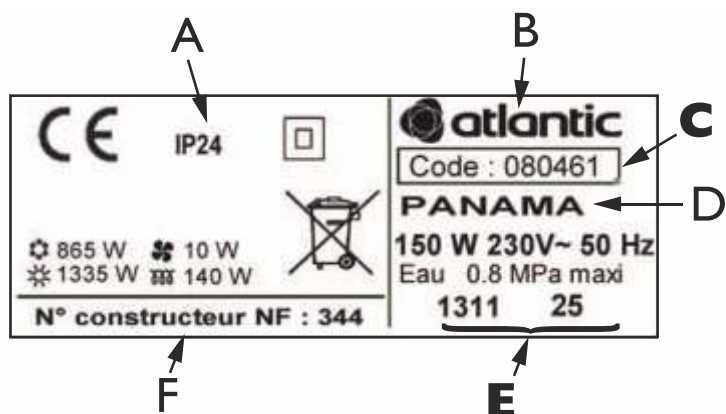 A
B
CE
IP24
atlantic
C
Code : 080461
PANAMA
D
865 W 10 W
1335 W 140 W
150 W 230V~ 50 Hz
Eau 0.8 MPa maxi
1311 25
N° constructeur NF : 344
F
E